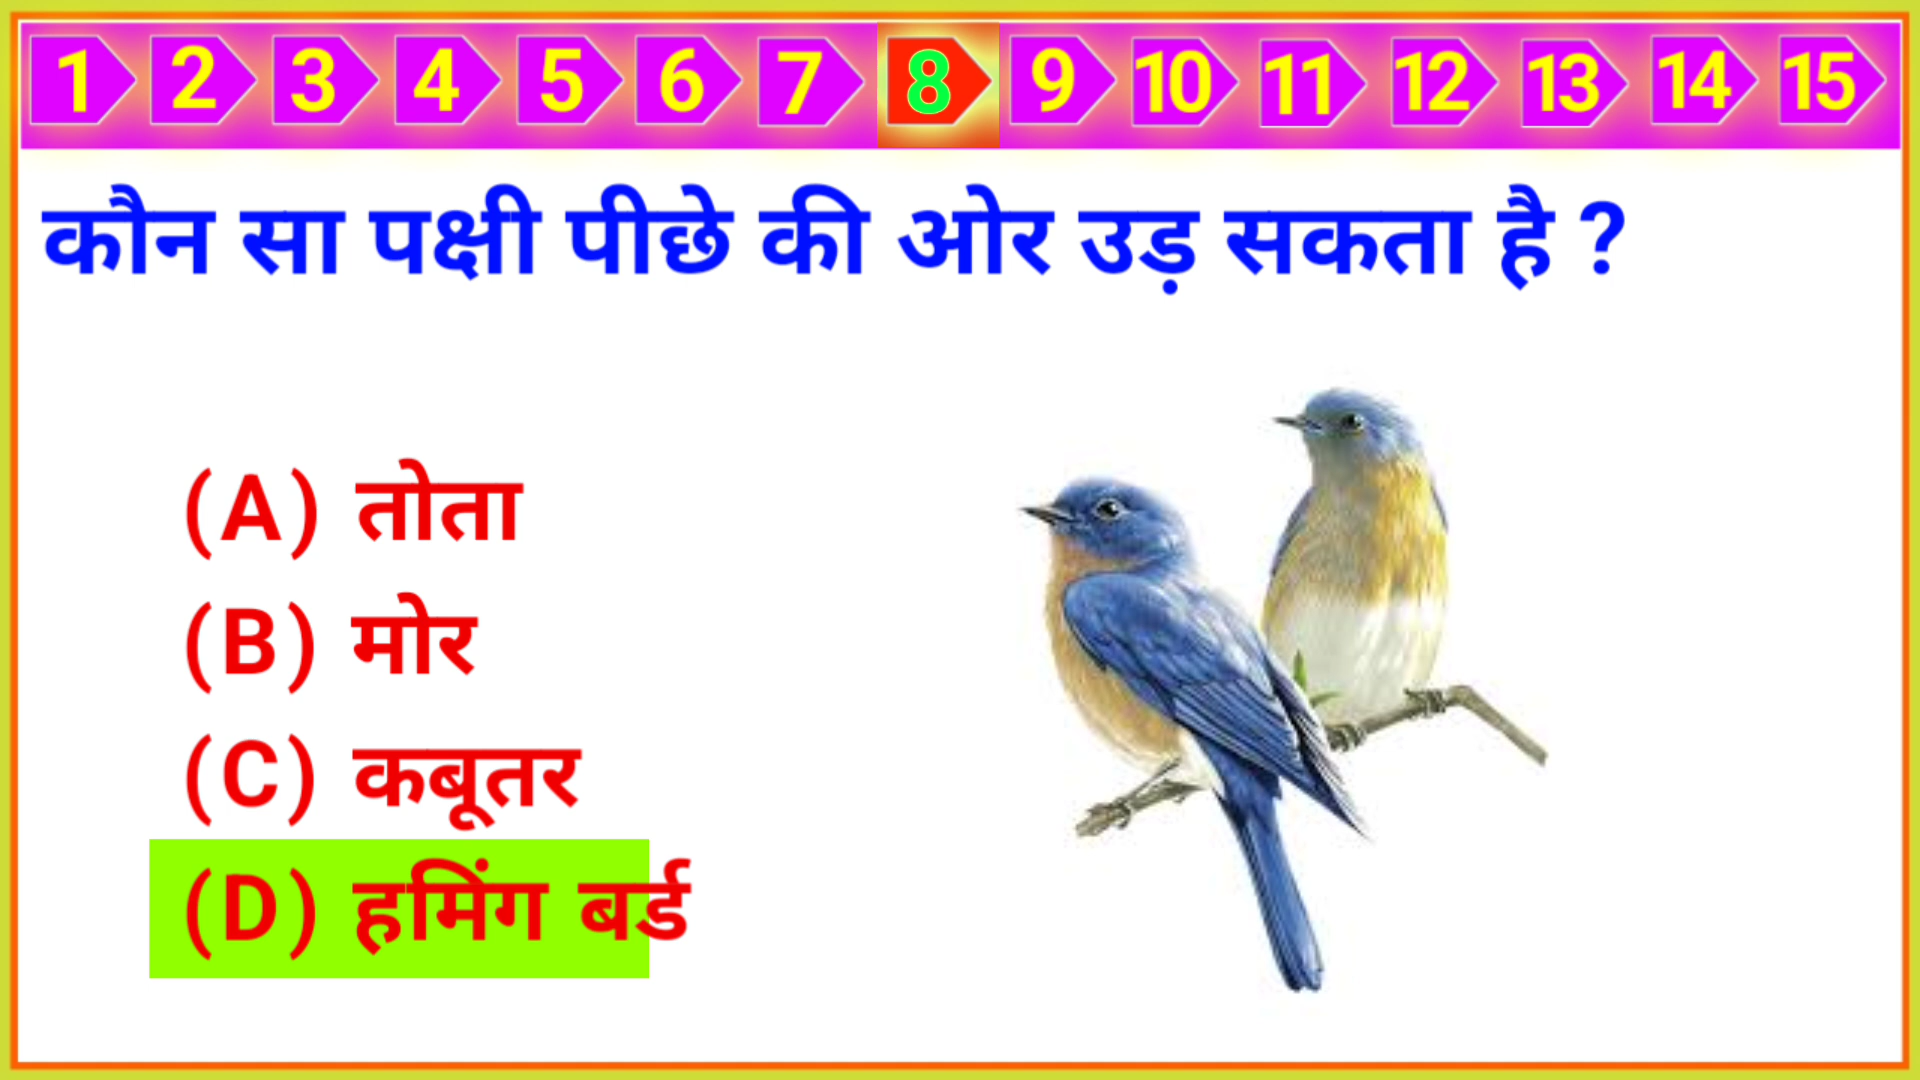 1 2 3 4 5 6 7 8 9 10 11 12 13 14 15
कौन सा पक्षी पीछे की ओर उड़ सकता है ?
(A) तोता
(B) मोर
(C) कबूतर
(D) हमिंग बर्ड